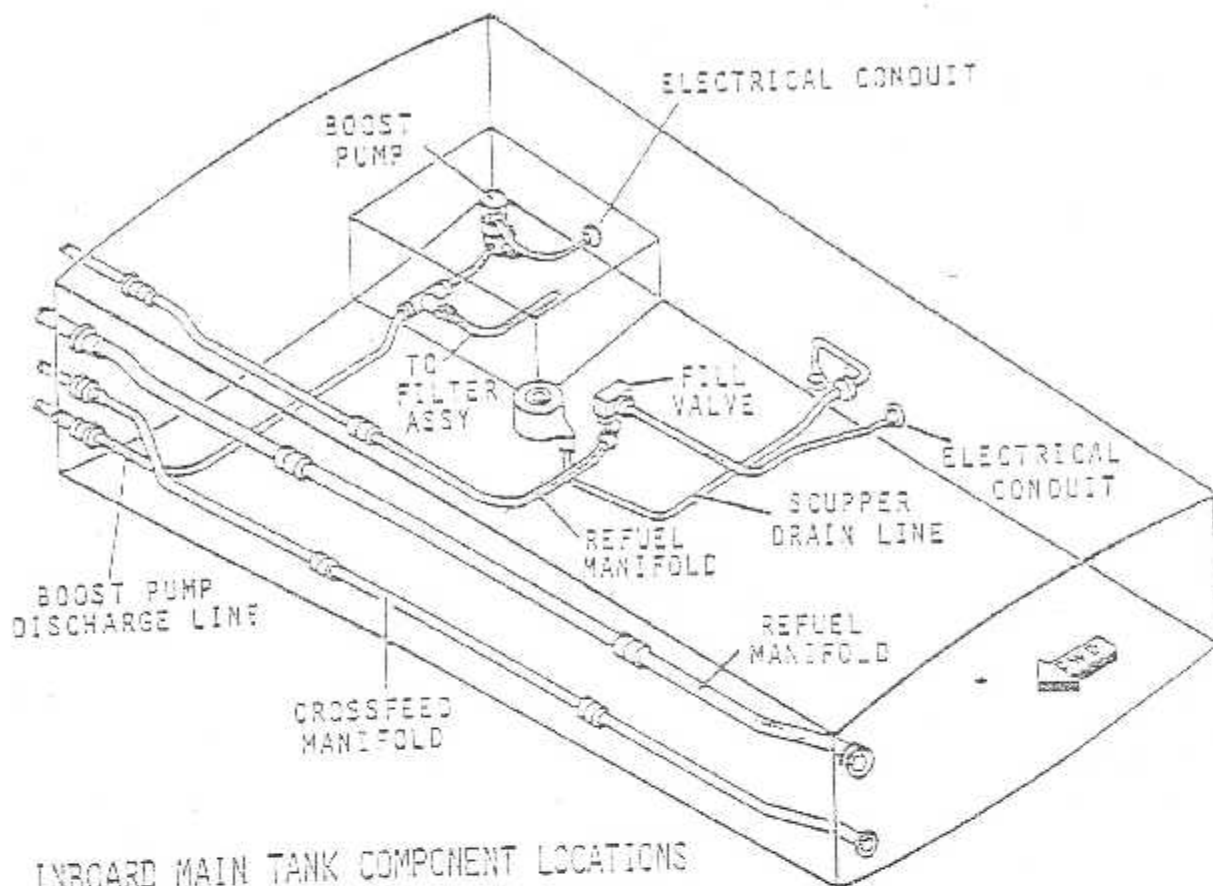 ELECTRICAL CONDUIT
BOOST
PUMP
TO
FILTER
ASSY
FILL
VALVE
ELECTRICAL
CONDUIT
SCUPPER
DRAIN LINE
REFUEL
MANIFOLD
BOOST PUMP
DISCHARGE LINE
REFUEL
MANIFOLD
CROSSFEED
MANIFOLD
FWD
INBOARD MAIN TANK COMPONENT LOCATIONS